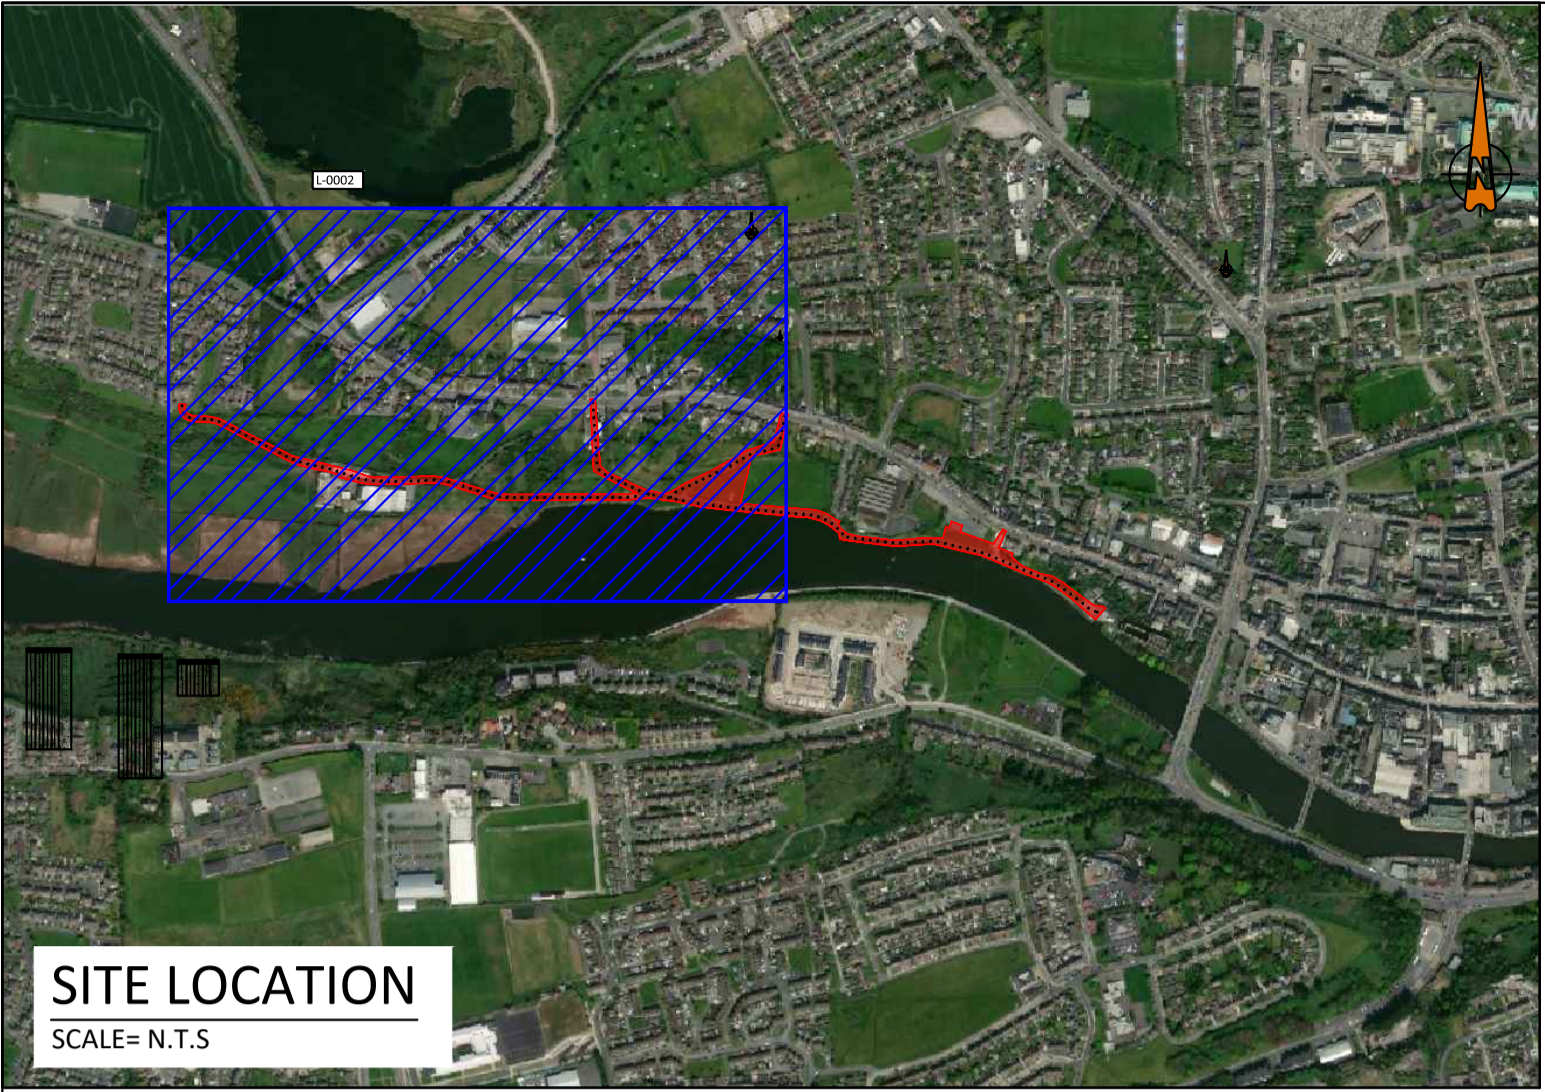 L-0002
N
W
SITE LOCATION
SCALE= N.T.S